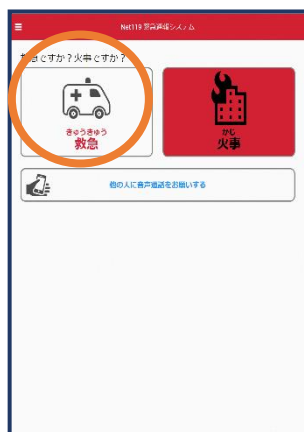 Net119 緊急通報システム
救急ですか？火事ですか？
きゅうきゅう
救急
かじ
火事
他の人に音声通話をお願いする